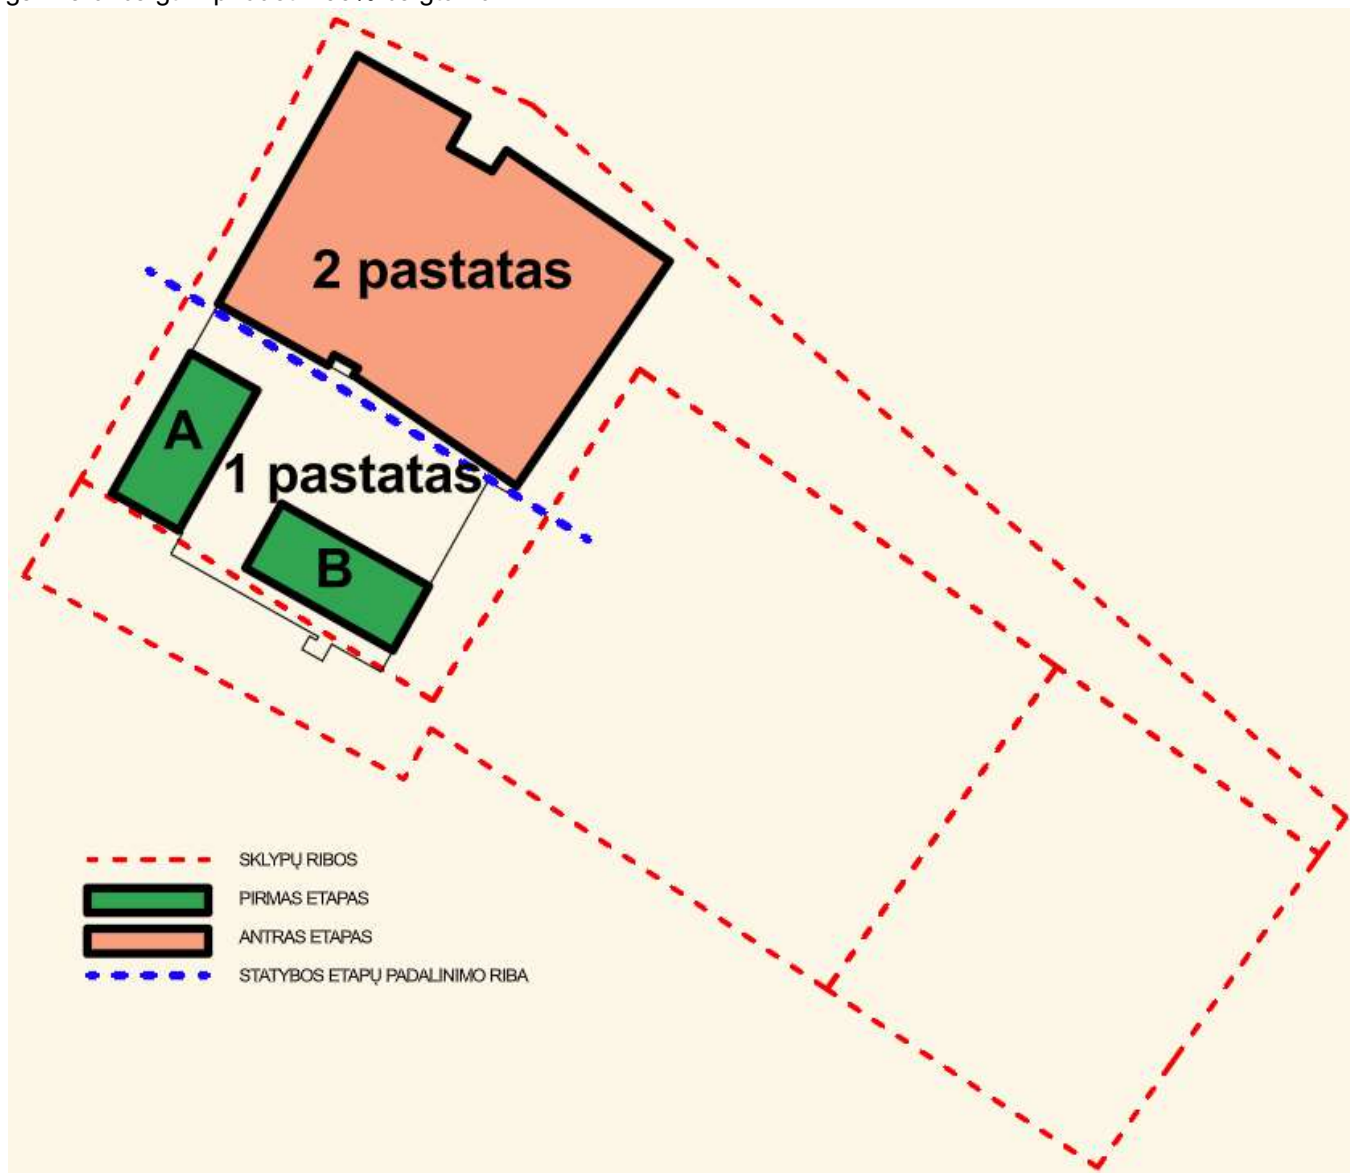 2 pastatas
A
1 pastatas
B
SKLYPŲ RIBOS
PIRMAS ETAPAS
ANTRAS ETAPAS
STATYBOS ETAPŲ PADALINIMO RIBA